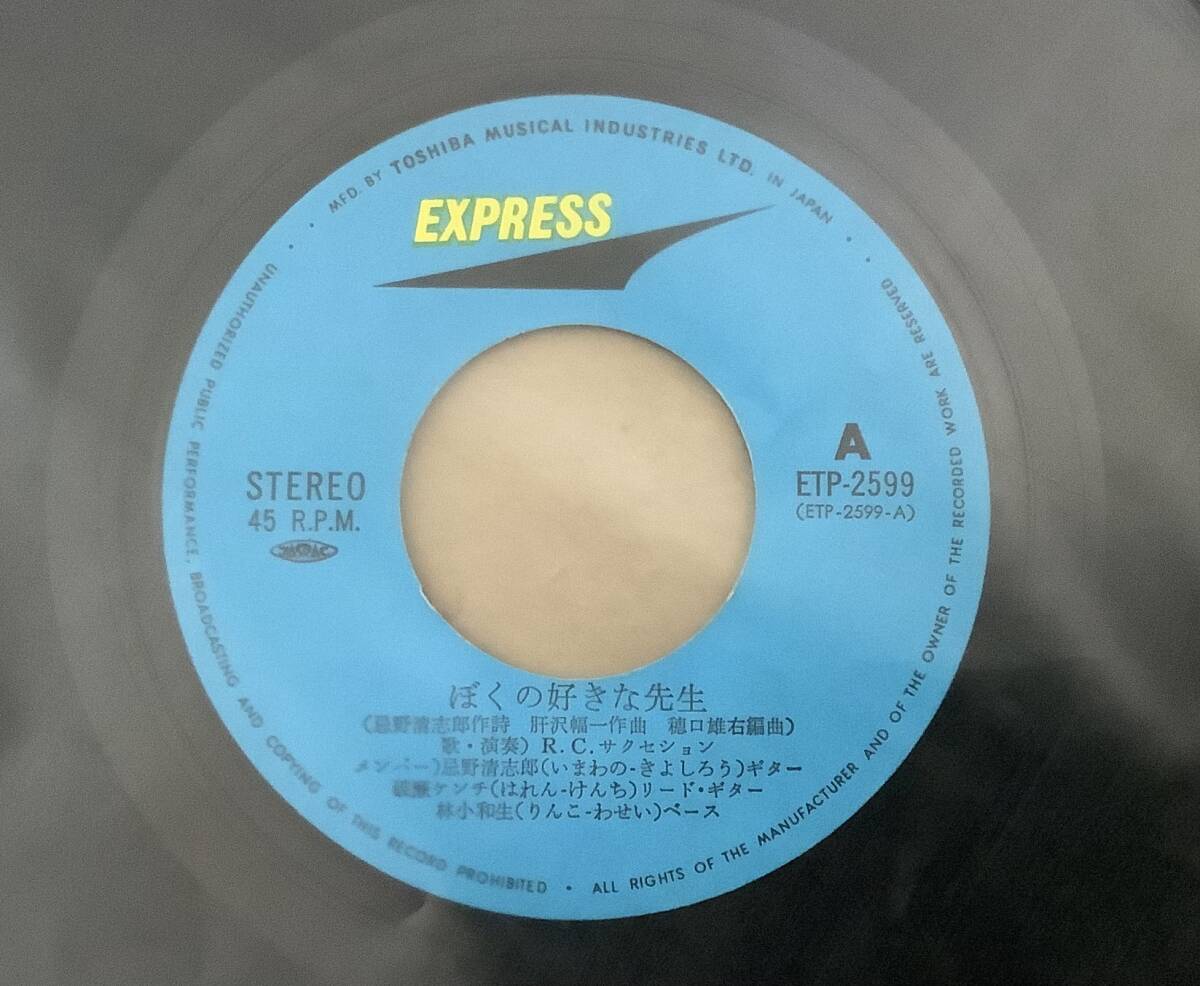 MFD. BY TOSHIBA MUSICAL INDUSTRIES LTD. IN JAPAN
EXPRESS
STEREO
45 R.P.M.
A
ETP-2599
(ETP-2599-A)
ぼくの好きな先生
(忌野清志郎作詩 肝沢幅一作曲 穂口雄右編曲)
歌・演奏) R.C.サクセション
メンバー)忌野清志郎(いまわの-きよしろう)ギター
破廉ケンチ(はれん-けんち)リード・ギター
林小和生(りんこ-わせい)ベース
ALL RIGHTS OF THE MANUFACTURER AND OF THE OWNER OF THE RECORDED WORK ARE RESERVED
UNAUTHORIZED PUBLIC PERFORMANCE, BROADCASTING AND COPYING OF THIS RECORD PROHIBITED